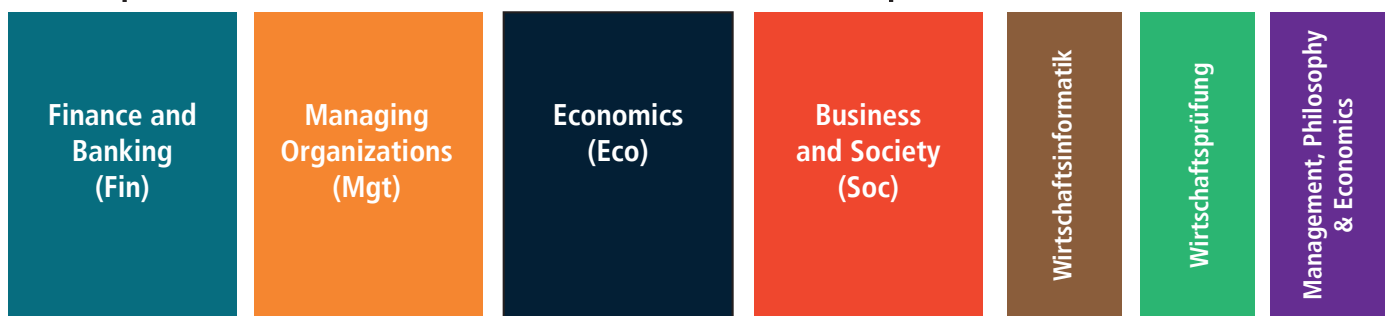 Finance and
Banking
(Fin)
Managing
Organizations
(Mgt)
Economics
(Eco)
Business
and Society
(Soc)
Wirtschaftsinformatik
Wirtschaftsprüfung
Management, Philosophy
& Economics